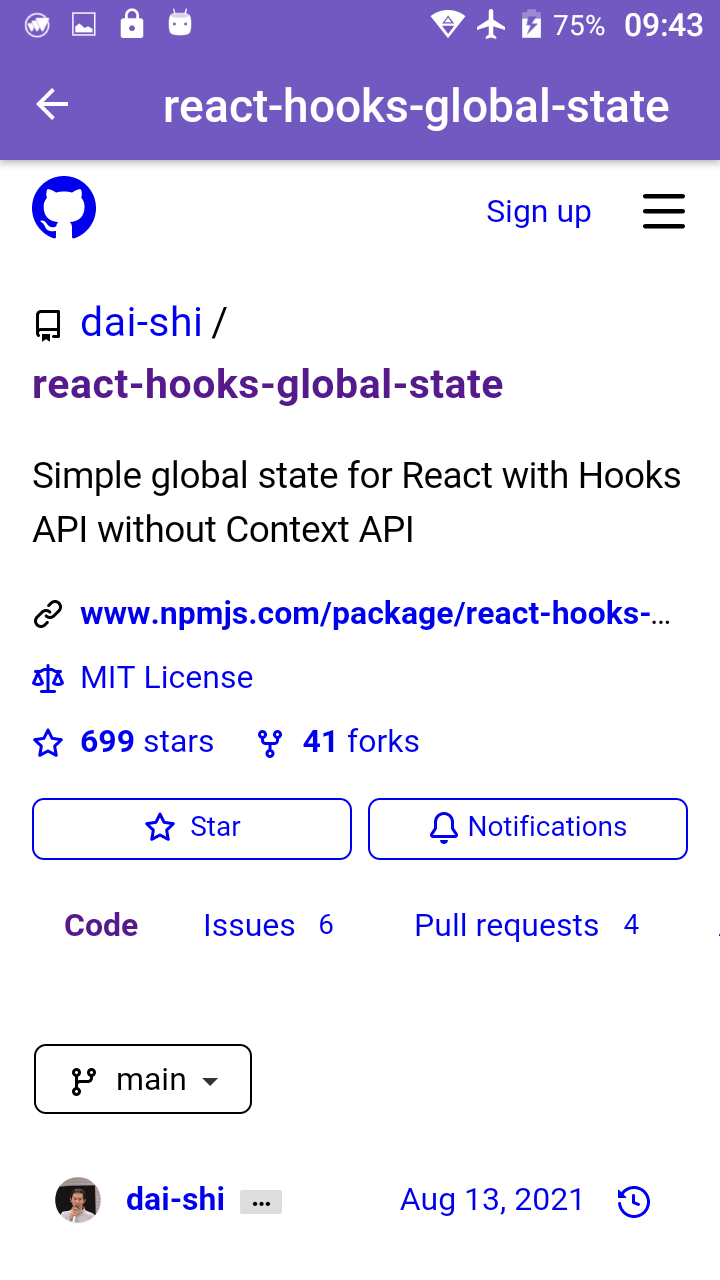 75% 09:43
react-hooks-global-state
Sign up
dai-shi /
react-hooks-global-state
Simple global state for React with Hooks
API without Context API
www.npmjs.com/package/react-hooks-...
MIT License
699 stars 41 forks
Star Notifications
Code Issues 6 Pull requests 4
main
dai-shi ... Aug 13, 2021